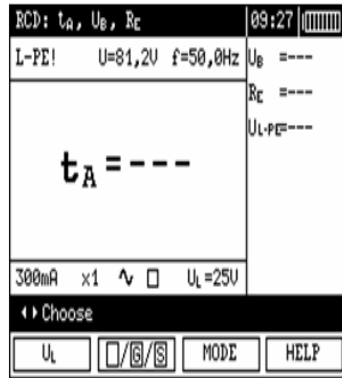 RCD: tA, UB, RE 09:27
L-PE! U=81,2V f=50,0Hz
UB =---
RE =---
UL-PE=---
tA=---
300mA x1 ∿ □ UL=25V
◂▸ Choose
UL □/G/S MODE HELP